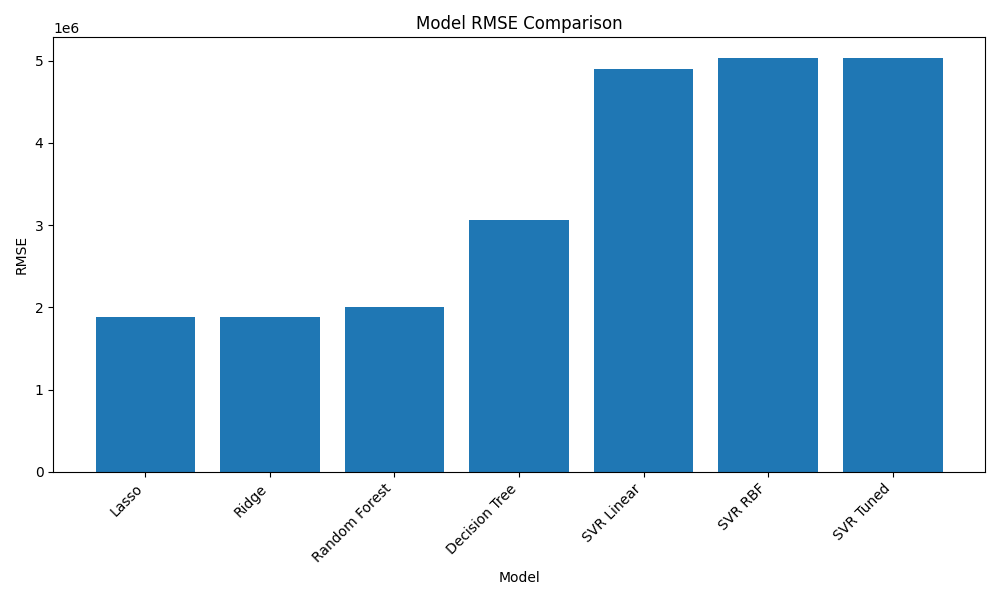 Model RMSE Comparison
1e6
5
4
3
2
1
0
RMSE
Lasso
Ridge
Random Forest
Decision Tree
SVR Linear
SVR RBF
SVR Tuned
Model